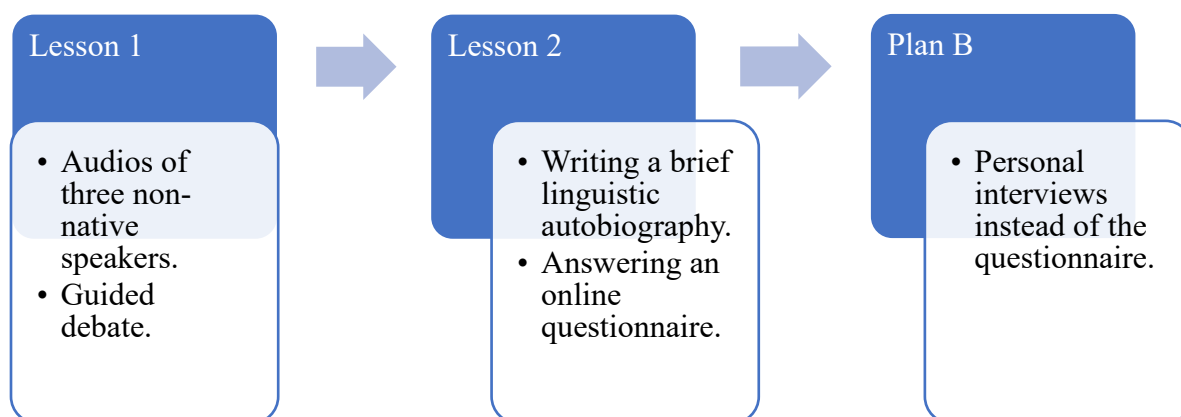 Lesson 1
• Audios of
three non-
native
speakers.
• Guided
debate.
Lesson 2
• Writing a brief
linguistic
autobiography.
• Answering an
online
questionnaire.
Plan B
• Personal
interviews
instead of the
questionnaire.